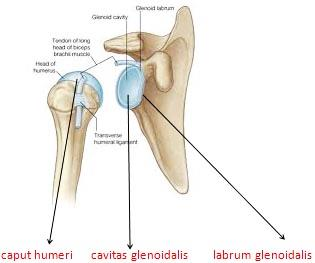 Glenoid labrum
Glenoid cavity
Tendon of long
head of biceps
brachii muscle
Head of
humerus
Transverse
humeral ligament
caput humeri
cavitas glenoidalis
labrum glenoidalis